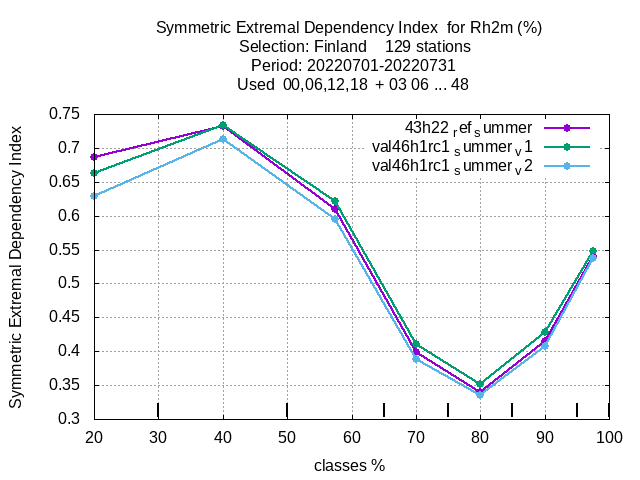 Symmetric Extremal Dependency Index for Rh2m (%)
Selection: Finland 129 stations
Period: 20220701-20220731
Used 00,06,12,18 + 03 06 ... 48
Symmetric Extremal Dependency Index
0.75
0.7
0.65
0.6
0.55
0.5
0.45
0.4
0.35
0.3
43h22 ref summer
val46h1rc1 summer v1
val46h1rc1 summer v2
20 30 40 50 60 70 80 90 100
classes %